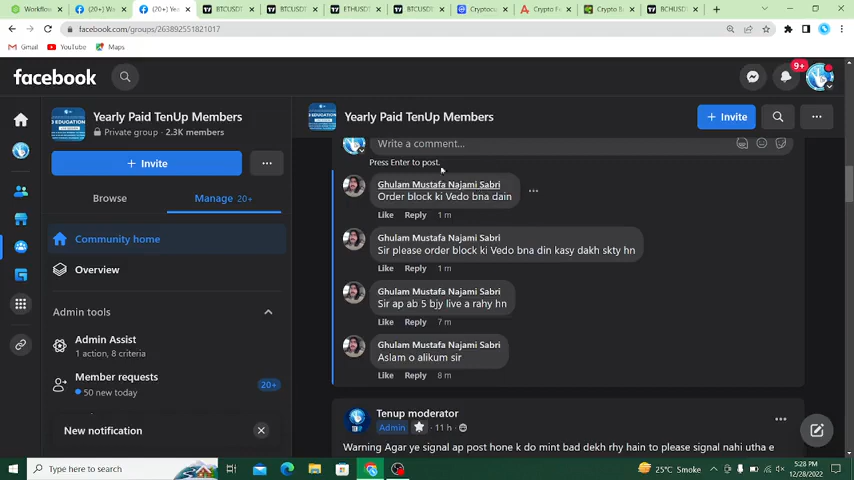 Workflow
(20+) W
(20+) Ye
BTCUSDT
BTCUSDT
ETHUSDT
BTCUSDT
Cryptocu
Crypto F
Crypto B
BCHUSDT
facebook.com/groups/263892551821017
Gmail
YouTube
Maps
facebook
9+
Yearly Paid TenUp Members
Private group · 2.3K members
Invite
Browse
Manage 20+
Community home
Overview
Admin tools
Admin Assist
1 action, 8 criteria
Member requests
50 new today
20+
New notification
Yearly Paid TenUp Members
Invite
Write a comment...
Press Enter to post.
Ghulam Mustafa Najami Sabri
Order block ki Vedo bna dain
Like Reply 1 m
Ghulam Mustafa Najami Sabri
Sir please order block ki Vedo bna din kasy dakh skty hn
Like Reply 1 m
Ghulam Mustafa Najami Sabri
Sir ap ab 5 bjy live a rahy hn
Like Reply 7 m
Ghulam Mustafa Najami Sabri
Aslam o alikum sir
Like Reply 8 m
Tenup moderator
Admin · 11 h ·
Warning Agar ye signal ap post hone k do mint bad dekh rhy hain to please signal nahi utha e
Type here to search
25°C Smoke
5:28 PM
12/28/2022